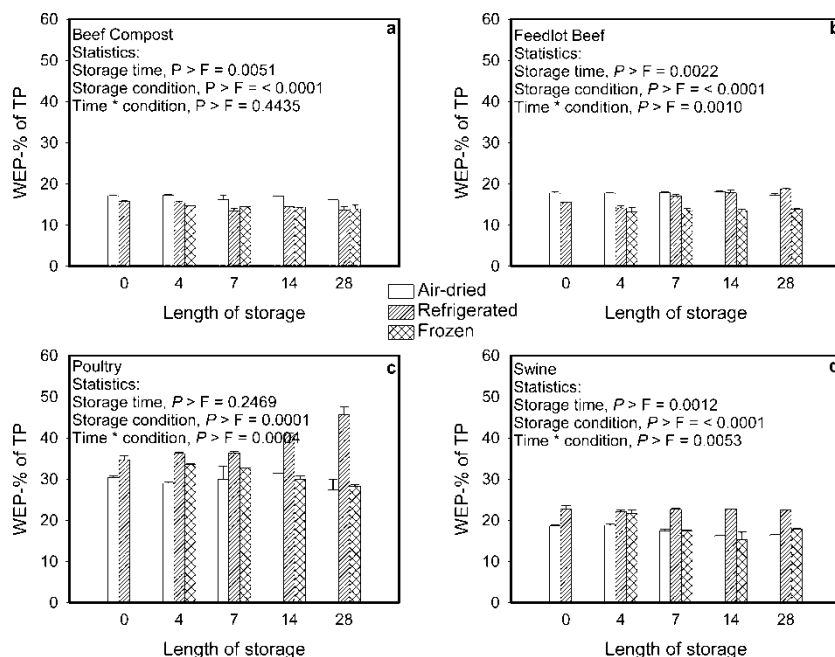 60
50
40
30
20
10
0
WEP-% of TP
Beef Compost
a
Statistics:
Storage time, P > F = 0.0051
Storage condition, P > F = < 0.0001
Time * condition, P > F = 0.4435
0 4 7 14 28
Length of storage
60
50
40
30
20
10
0
WEP-% of TP
Feedlot Beef
b
Statistics:
Storage time, P > F = 0.0022
Storage condition, P > F = < 0.0001
Time * condition, P > F = 0.0010
0 4 7 14 28
Length of storage
Air-dried
Refrigerated
Frozen
60
50
40
30
20
10
0
WEP-% of TP
Poultry
c
Statistics:
Storage time, P > F = 0.2469
Storage condition, P > F = 0.0001
Time * condition, P > F = 0.0004
0 4 7 14 28
Length of storage
60
50
40
30
20
10
0
WEP-% of TP
Swine
d
Statistics:
Storage time, P > F = 0.0012
Storage condition, P > F = < 0.0001
Time * condition, P > F = 0.0053
0 4 7 14 28
Length of storage